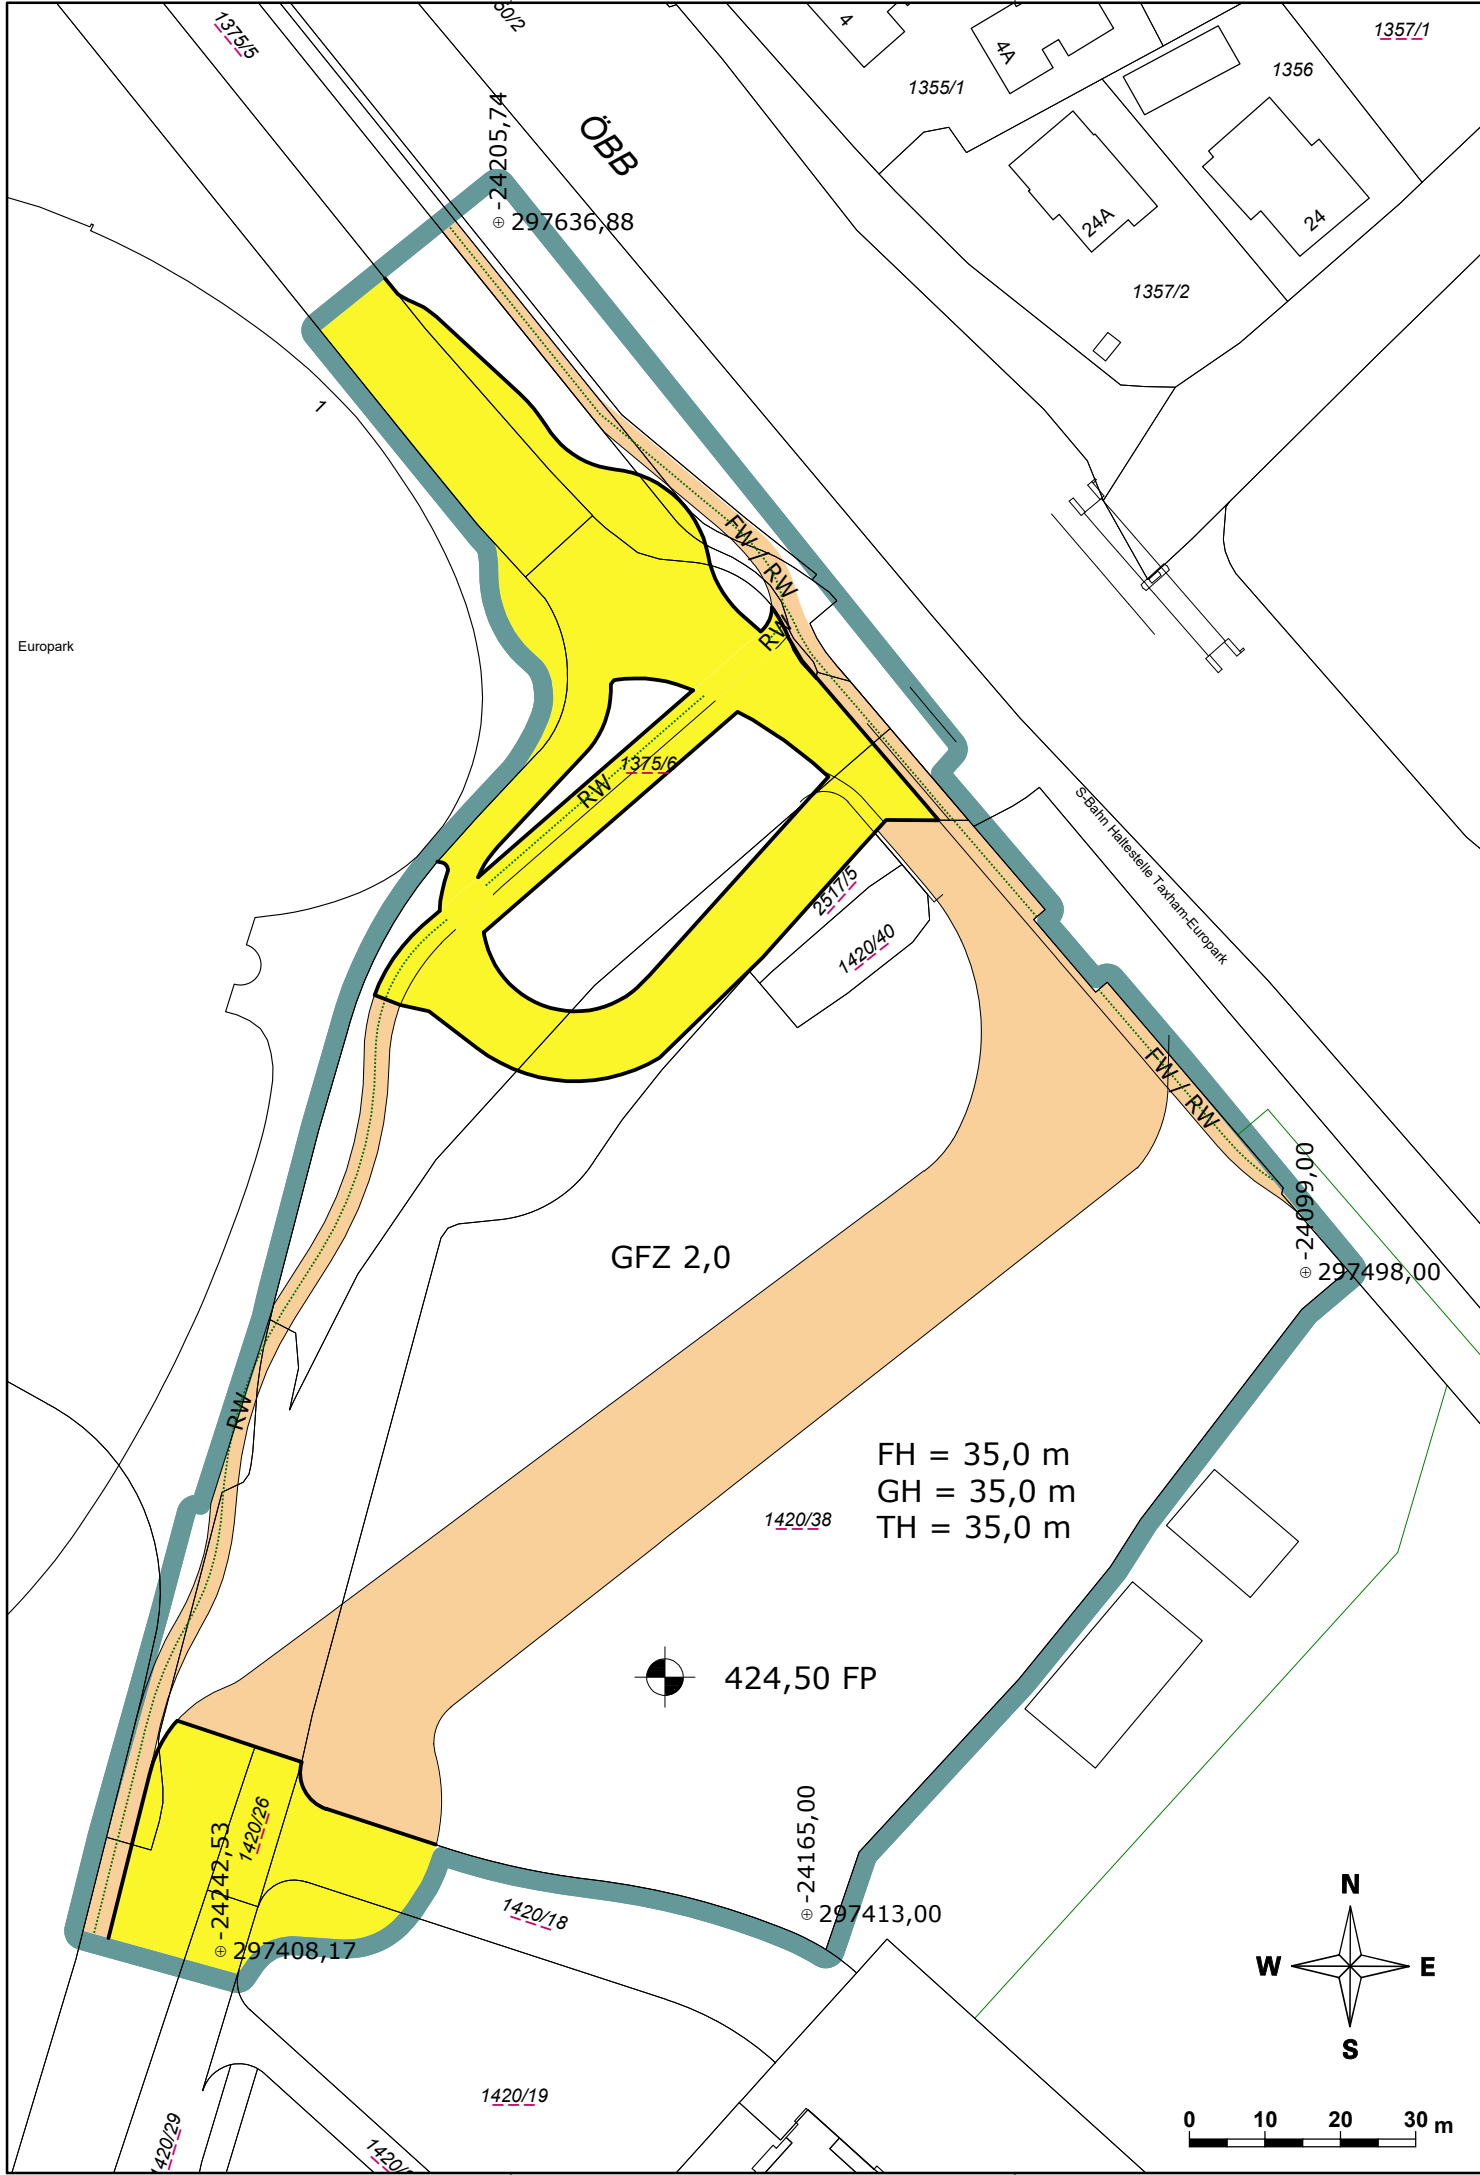 1375/5
4
4A
1357/1
1356
1355/1
-24205,74
ÖBB
297636,88
24A
24
1357/2
1
FW / RW
RW
Europark
1375/6
RW
S-Bahn Haltestelle Taxham-Europark
2517/5
1420/40
FW / RW
-24099,00
GFZ 2,0
297498,00
RW
FH = 35,0 m
GH = 35,0 m
TH = 35,0 m
1420/38
424,50 FP
-24165,00
1420/26
-24242,53
1420/18
297413,00
297408,17
N
W
E
S
1420/19
0 10 20 30 m